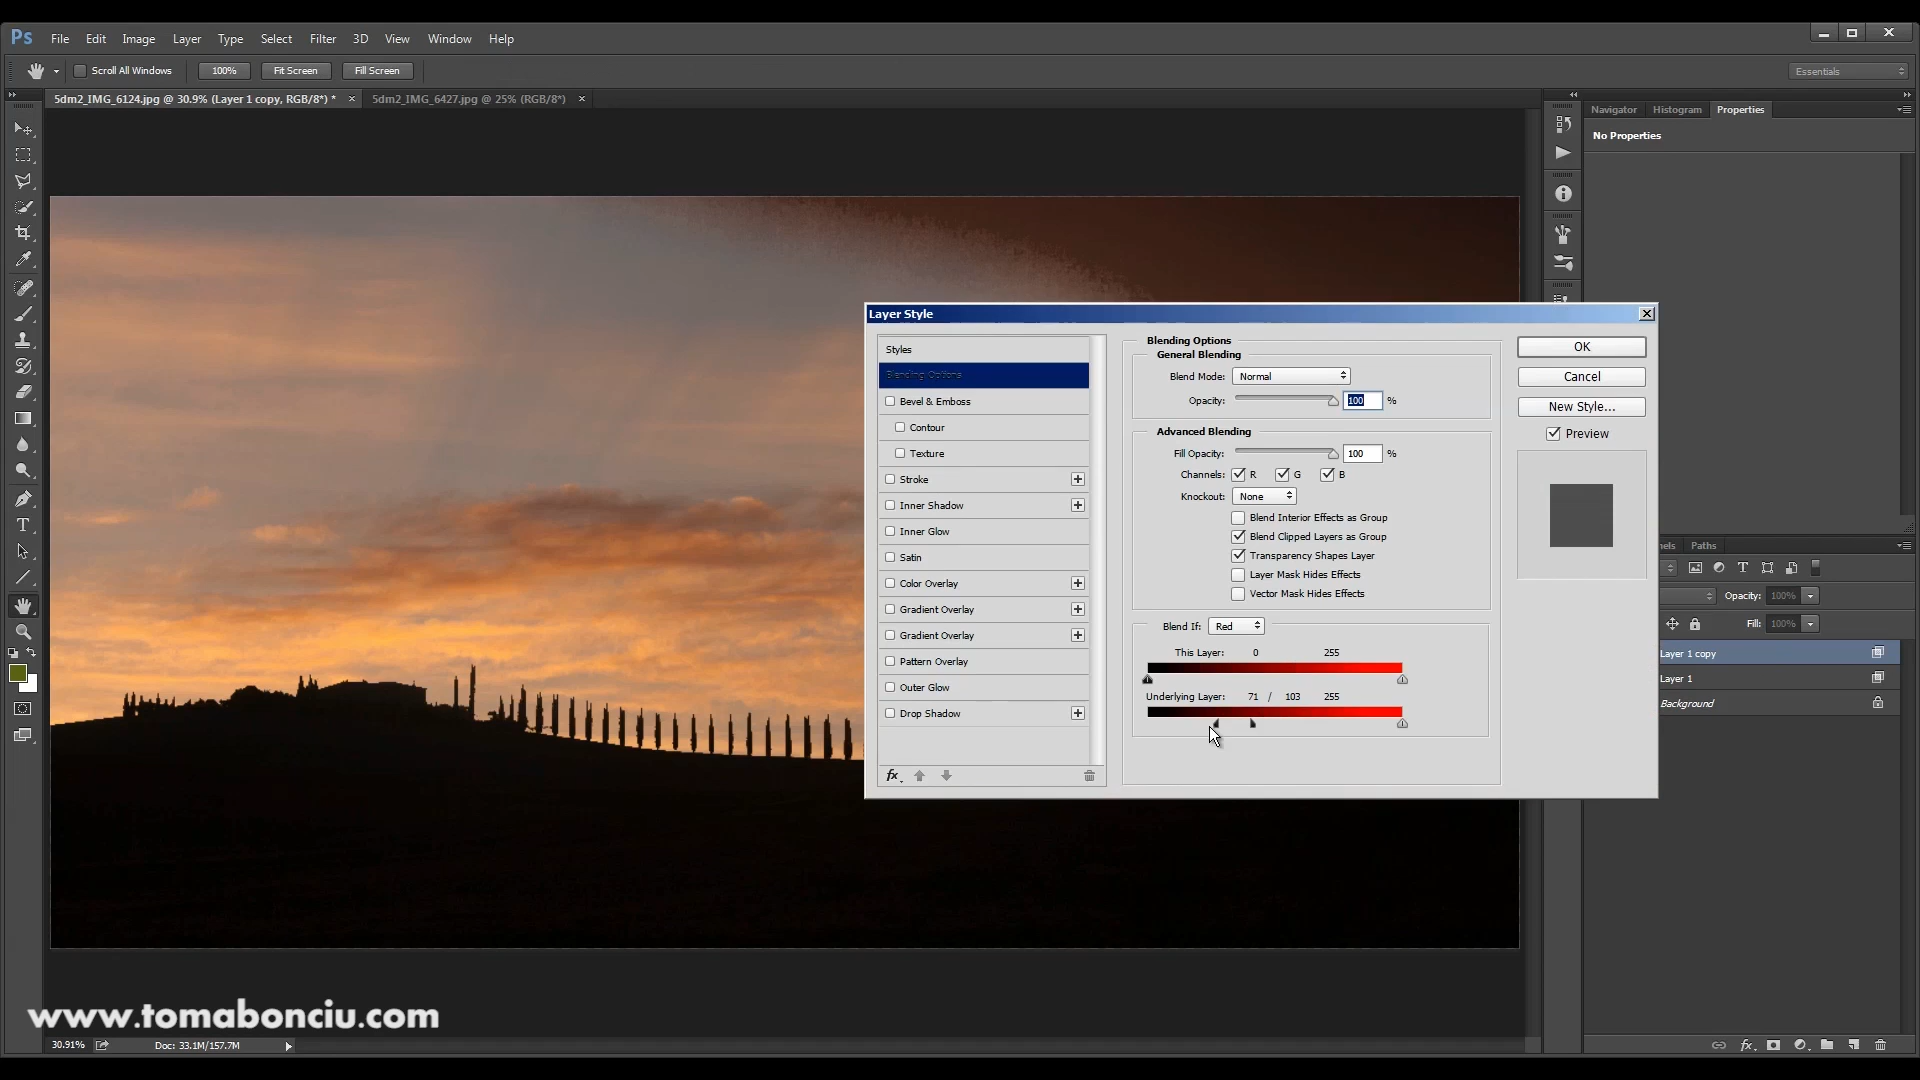 Ps File Edit Image Layer Type Select Filter 3D View Window Help
Scroll All Windows 100% Fit Screen Fill Screen Essentials
5dm2_IMG_6124.jpg @ 30.9% (Layer 1 copy, RGB/8*) * × 5dm2_IMG_6427.jpg @ 25% (RGB/8*) ×
Navigator Histogram Properties
No Properties
Layer Style
Styles
Blending Options
Bevel & Emboss
Contour
Texture
Stroke
Inner Shadow
Inner Glow
Satin
Color Overlay
Gradient Overlay
Gradient Overlay
Pattern Overlay
Outer Glow
Drop Shadow
fx
Blending Options
General Blending
Blend Mode: Normal
Opacity: 100 %
Advanced Blending
Fill Opacity: 100 %
Channels: R G B
Knockout: None
Blend Interior Effects as Group
Blend Clipped Layers as Group
Transparency Shapes Layer
Layer Mask Hides Effects
Vector Mask Hides Effects
Blend If: Red
This Layer: 0 255
Underlying Layer: 71 / 103 255
OK
Cancel
New Style...
Preview
nels Paths
Opacity: 100%
Fill: 100%
Layer 1 copy
Layer 1
Background
fx
www.tomabonciu.com
30.91% Doc: 33.1M/157.7M